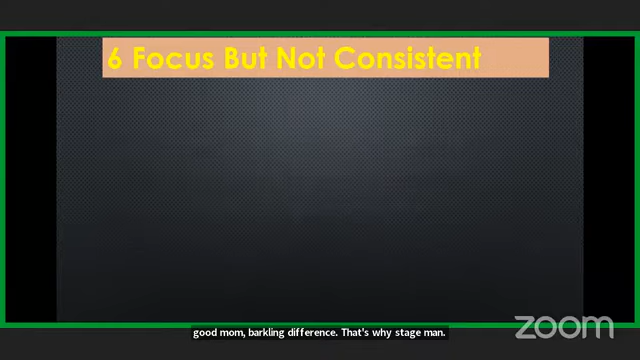 6 Focus But Not Consistent
good mom, barkling difference. That's why stage man.
zoom